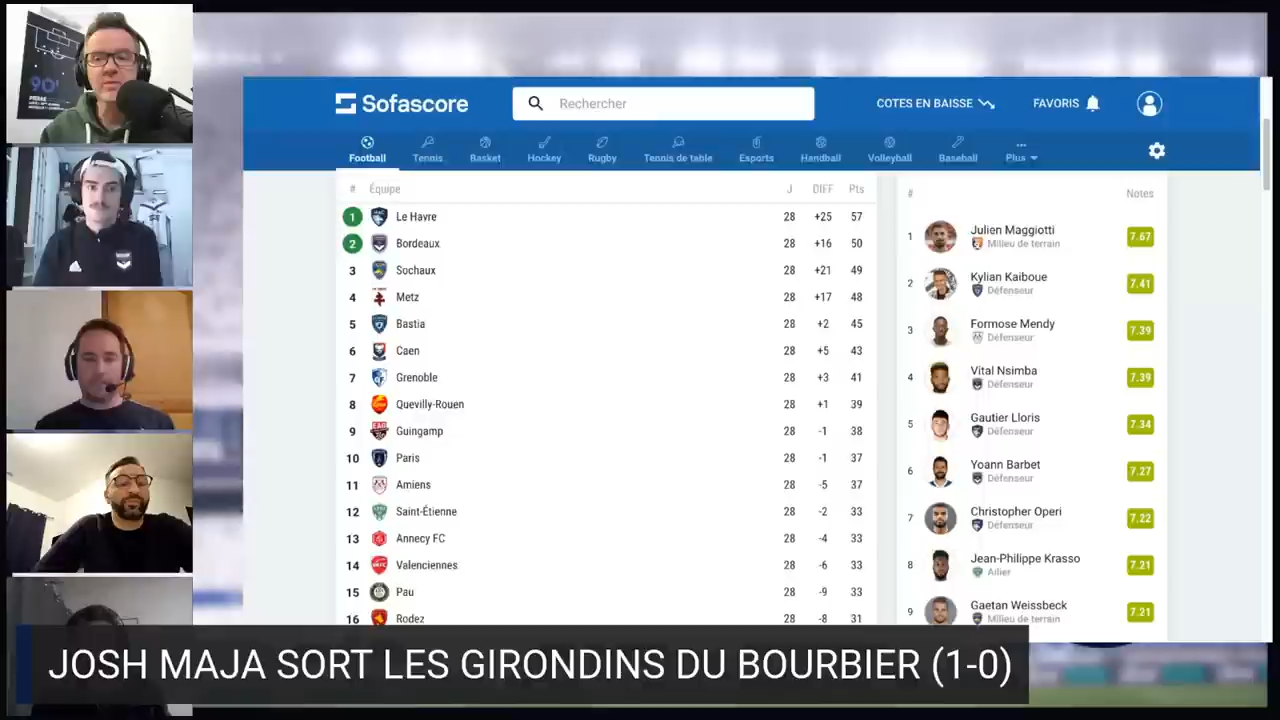 90'
Sofascore
Rechercher
COTES EN BAISSE
FAVORIS
Football
Tennis
Basket
Hockey
Rugby
Tennis de table
Esports
Handball
Volleyball
Baseball
Plus
# Équipe J DIFF Pts
1 Le Havre 28 +25 57
2 Bordeaux 28 +16 50
3 Sochaux 28 +21 49
4 Metz 28 +17 48
5 Bastia 28 +2 45
6 Caen 28 +5 43
7 Grenoble 28 +3 41
8 Quevilly-Rouen 28 +1 39
9 Guingamp 28 -1 38
10 Paris 28 -1 37
11 Amiens 28 -5 37
12 Saint-Étienne 28 -2 33
13 Annecy FC 28 -4 33
14 Valenciennes 28 -6 33
15 Pau 28 -9 33
16 Rodez 28 -8 31
# Notes
1 Julien Maggiotti 7.67
Milieu de terrain
2 Kylian Kaiboue 7.41
Défenseur
3 Formose Mendy 7.39
Défenseur
4 Vital Nsimba 7.39
Défenseur
5 Gautier Lloris 7.34
Défenseur
6 Yoann Barbet 7.27
Défenseur
7 Christopher Operi 7.22
Défenseur
8 Jean-Philippe Krasso 7.21
Ailier
9 Gaetan Weissbeck 7.21
Milieu de terrain
JOSH MAJA SORT LES GIRONDINS DU BOURBIER (1-0)